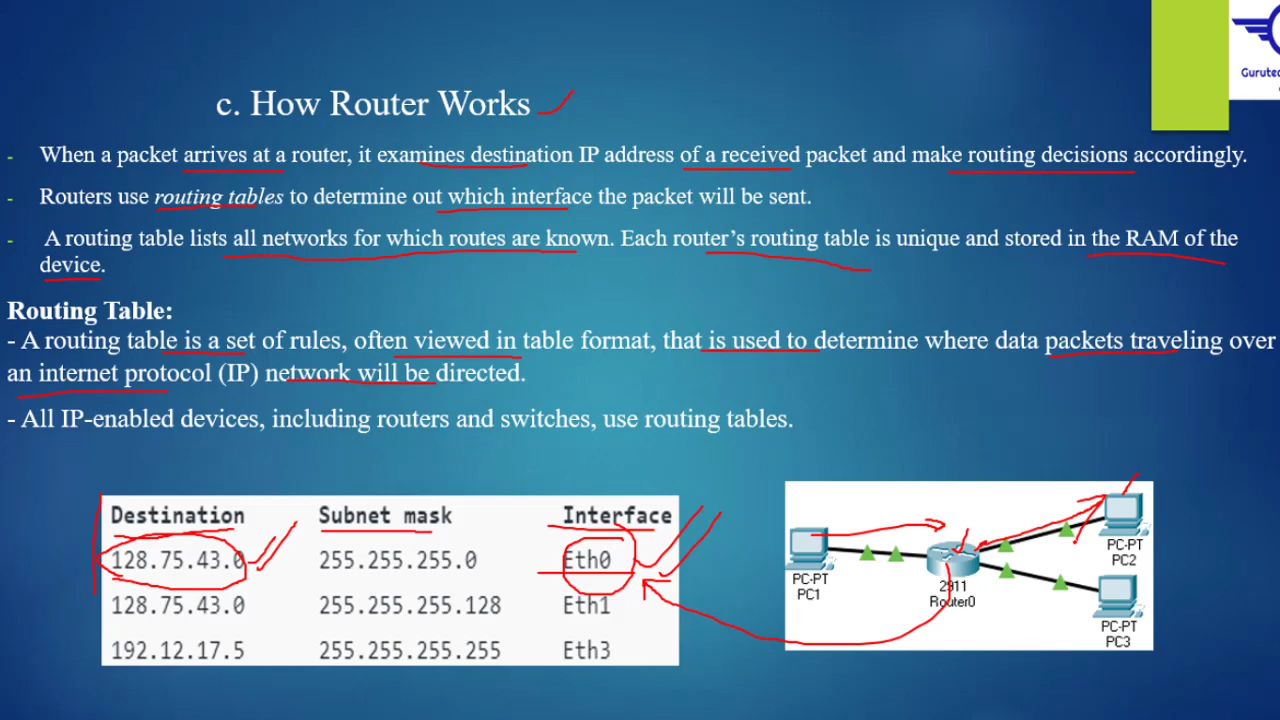 Gurutec
c. How Router Works
- When a packet arrives at a router, it examines destination IP address of a received packet and make routing decisions accordingly.
- Routers use routing tables to determine out which interface the packet will be sent.
- A routing table lists all networks for which routes are known. Each router's routing table is unique and stored in the RAM of the
device.
Routing Table:
- A routing table is a set of rules, often viewed in table format, that is used to determine where data packets traveling over
an internet protocol (IP) network will be directed.
- All IP-enabled devices, including routers and switches, use routing tables.
Destination Subnet mask Interface
128.75.43.0 255.255.255.0 Eth0
128.75.43.0 255.255.255.128 Eth1
192.12.17.5 255.255.255.255 Eth3
PC-PT
PC1
2911
Router0
PC-PT
PC2
PC-PT
PC3